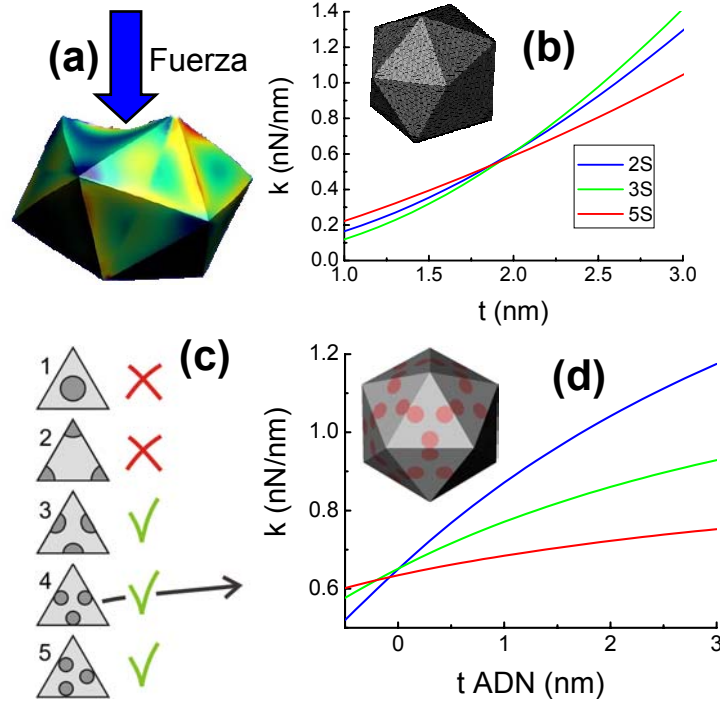 (a)
Fuerza
(b)
k (nN/nm)
1.4
1.2
1.0
0.8
0.6
0.4
0.2
0.0
1.0 1.5 2.0 2.5 3.0
t (nm)
2S
3S
5S
(c)
1
2
3
4
5
(d)
k (nN/nm)
1.2
1.0
0.8
0.6
0 1 2 3
t ADN (nm)